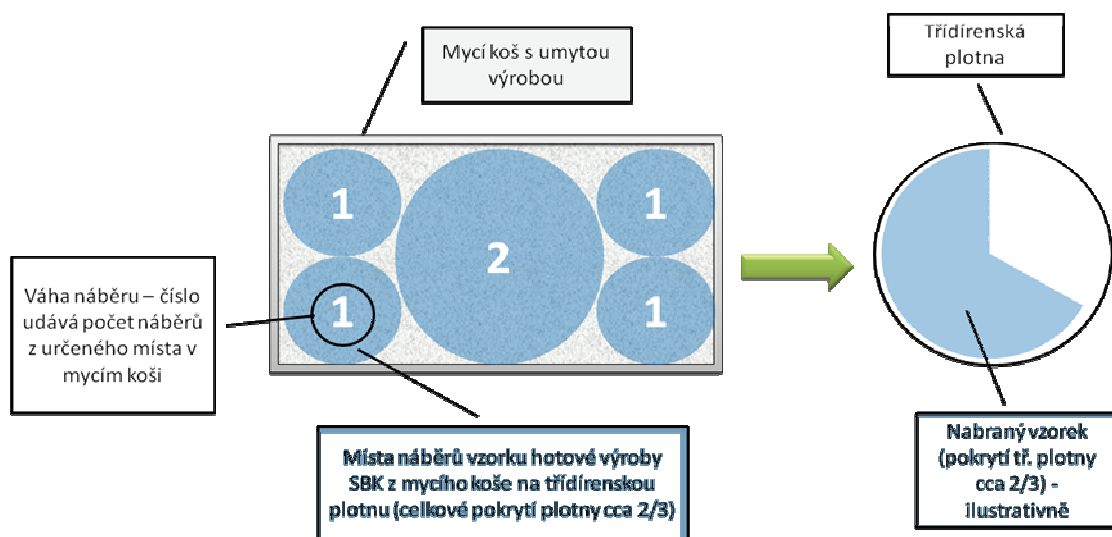 Mycí koš s umytou
výrobou
Třídírenská
plotna
1
1
2
1
1
Váha náběru – číslo
udává počet náběrů
z určeného místa v
mycím koši
Místa náběrů vzorku hotové výroby
SBK z mycího koše na třídírenskou
plotnu (celkové pokrytí plotny cca 2/3)
Nabraný vzorek
(pokrytí tř. plotny
cca 2/3) -
ilustrativně